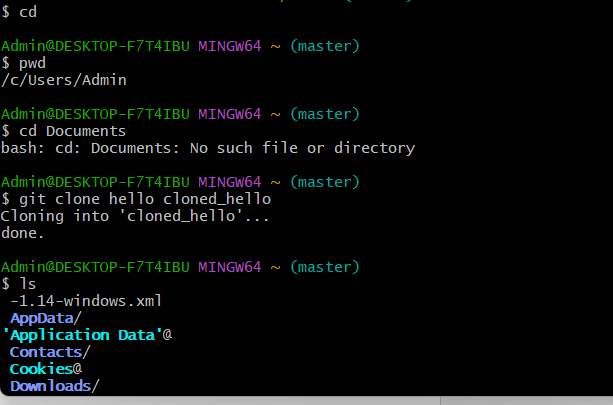 $ cd
Admin@DESKTOP-F7T4IBU MINGW64 ~ (master)
$ pwd
/c/Users/Admin
Admin@DESKTOP-F7T4IBU MINGW64 ~ (master)
$ cd Documents
bash: cd: Documents: No such file or directory
Admin@DESKTOP-F7T4IBU MINGW64 ~ (master)
$ git clone hello cloned_hello
Cloning into 'cloned_hello'...
done.
Admin@DESKTOP-F7T4IBU MINGW64 ~ (master)
$ ls
-1.14-windows.xml
AppData/
'Application Data'@
Contacts/
Cookies@
Downloads/